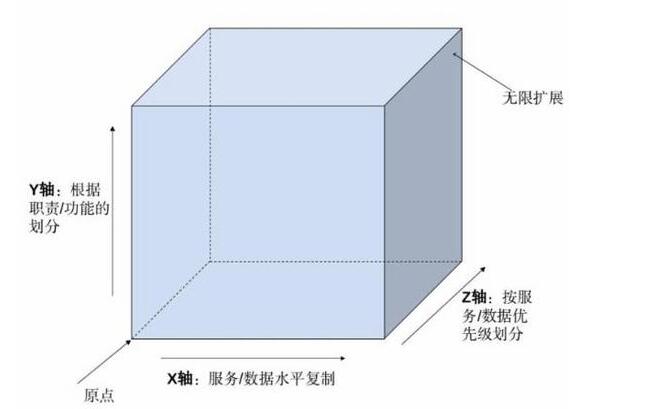 无限扩展
Y轴：根据
职责/功能的
划分
Z轴：按服
务/数据优
先级划分
X轴：服务/数据水平复制
原点